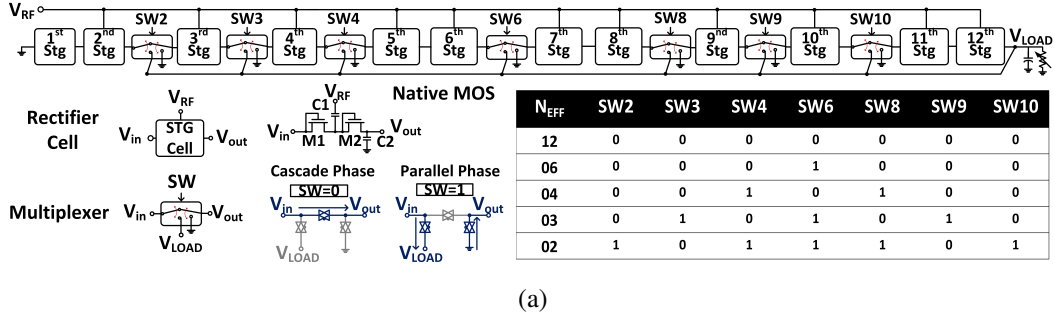 VRF SW2 SW3 SW4 SW6 SW8 SW9 SW10
1st Stg 2nd Stg 3rd Stg 4th Stg 5th Stg 6th Stg 7th Stg 8th Stg 9nd Stg 10th Stg 11th Stg 12th Stg VLOAD
Rectifier Cell
VRF
Vin STG Cell Vout
Native MOS
VRF
C1
Vin M1 M2 C2 Vout
Multiplexer
SW
Vin Vout
VLOAD
Cascade Phase
SW=0
Vin Vout
VLOAD
Parallel Phase
SW=1
Vin Vout
VLOAD
NEFF SW2 SW3 SW4 SW6 SW8 SW9 SW10
12 0 0 0 0 0 0 0
06 0 0 0 1 0 0 0
04 0 0 1 0 1 0 0
03 0 1 0 1 0 1 0
02 1 0 1 1 1 0 1
(a)